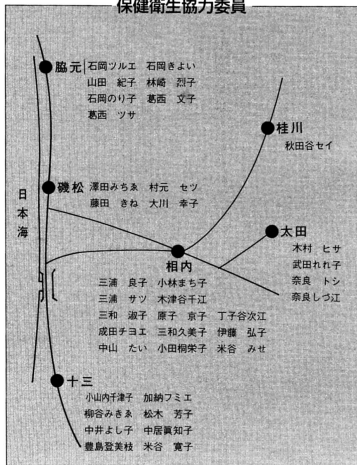 保健衛生協力委員
脇元
石岡ツルエ 石岡きよい
山田 紀子 林崎 烈子
石岡のり子 葛西 文子
葛西 ツサ
桂川
秋田谷セイ
日本海
磯松
澤田みちゑ 村元 セツ
藤田 きね 大川 幸子
太田
木村 ヒサ
武田れれ子
奈良 トシ
奈良しづ江
相内
三浦 良子 小林まち子
三浦 サツ 木津谷千江
三和 淑子 原子 京子 丁子谷次江
成田チヨエ 三和久美子 伊藤 弘子
中山 たい 小田桐栄子 米谷 みせ
十三
小山内千津子 加納フミエ
柳谷みきゑ 松木 芳子
中井よし子 中居眞知子
豊島登美枝 米谷 寛子